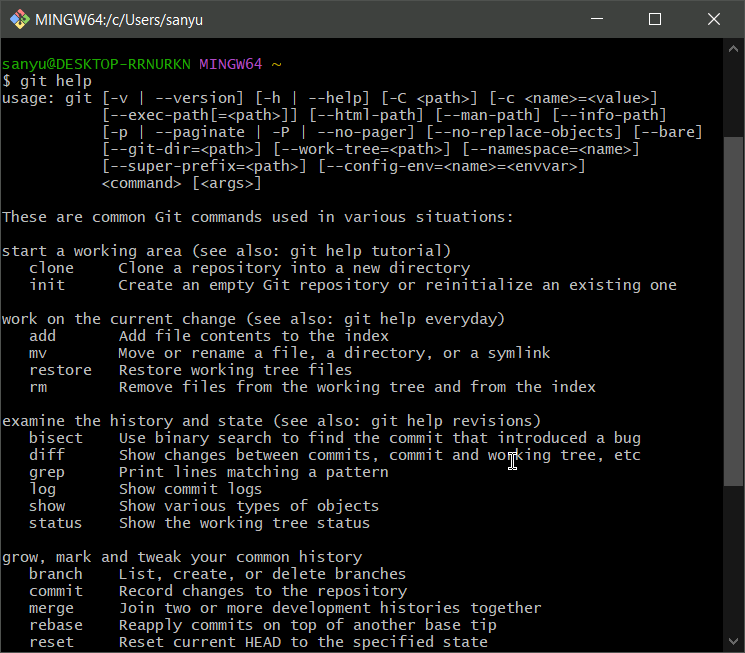 MINGW64:/c/Users/sanyu
sanyu@DESKTOP-RRNURKN MINGW64 ~
$ git help
usage: git [-v | --version] [-h | --help] [-C <path>] [-c <name>=<value>]
           [--exec-path[=<path>]] [--html-path] [--man-path] [--info-path]
           [-p | --paginate | -P | --no-pager] [--no-replace-objects] [--bare]
           [--git-dir=<path>] [--work-tree=<path>] [--namespace=<name>]
           [--super-prefix=<path>] [--config-env=<name>=<envvar>]
           <command> [<args>]

These are common Git commands used in various situations:

start a working area (see also: git help tutorial)
   clone     Clone a repository into a new directory
   init      Create an empty Git repository or reinitialize an existing one

work on the current change (see also: git help everyday)
   add       Add file contents to the index
   mv        Move or rename a file, a directory, or a symlink
   restore   Restore working tree files
   rm        Remove files from the working tree and from the index

examine the history and state (see also: git help revisions)
   bisect    Use binary search to find the commit that introduced a bug
   diff      Show changes between commits, commit and working tree, etc
   grep      Print lines matching a pattern
   log       Show commit logs
   show      Show various types of objects
   status    Show the working tree status

grow, mark and tweak your common history
   branch    List, create, or delete branches
   commit    Record changes to the repository
   merge     Join two or more development histories together
   rebase    Reapply commits on top of another base tip
   reset     Reset current HEAD to the specified state